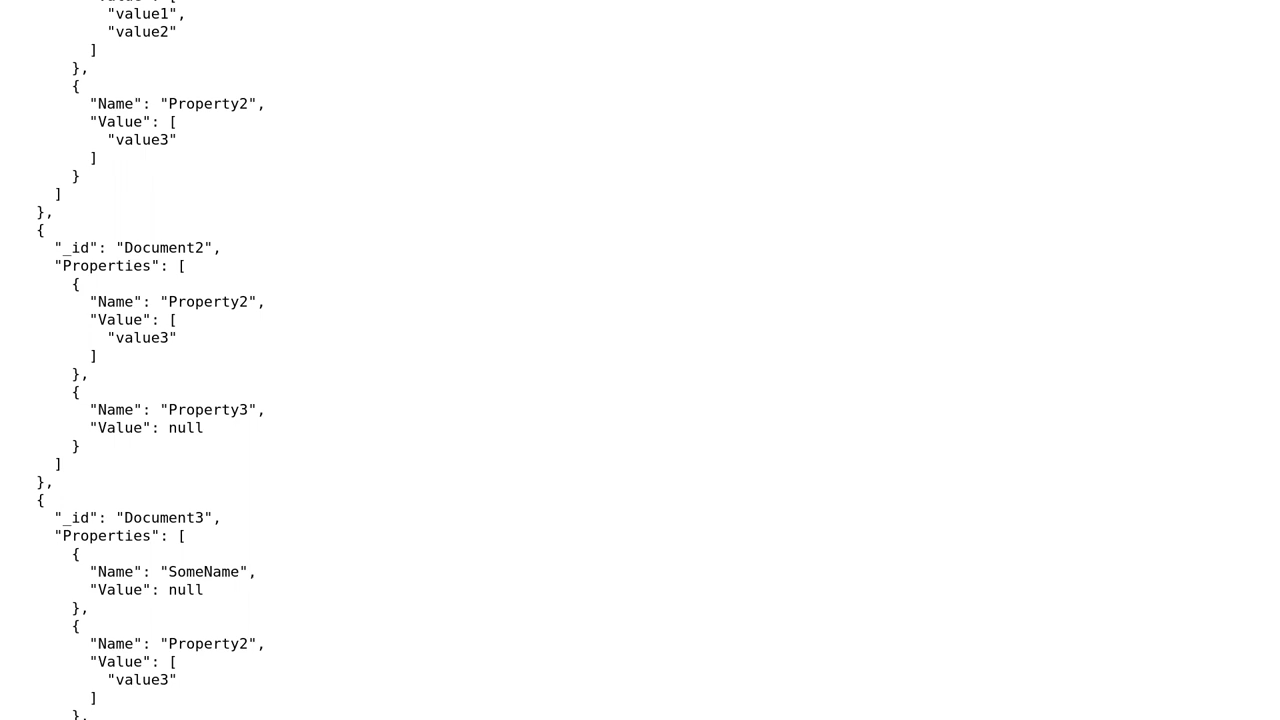 "value1",
"value2"
]
},
{
"Name": "Property2",
"Value": [
"value3"
]
}
]
},
{
"_id": "Document2",
"Properties": [
{
"Name": "Property2",
"Value": [
"value3"
]
},
{
"Name": "Property3",
"Value": null
}
]
},
{
"_id": "Document3",
"Properties": [
{
"Name": "SomeName",
"Value": null
},
{
"Name": "Property2",
"Value": [
"value3"
]
},